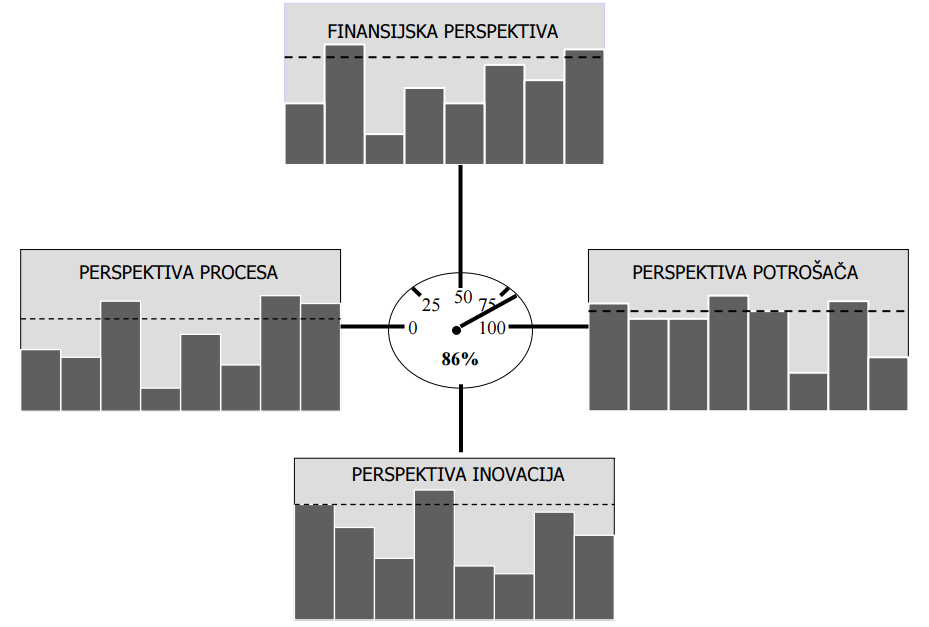 FINANSIJSKA PERSPEKTIVA
PERSPEKTIVA PROCESA
PERSPEKTIVA POTROŠAČA
0
25
50
75
100
86%
PERSPEKTIVA INOVACIJA